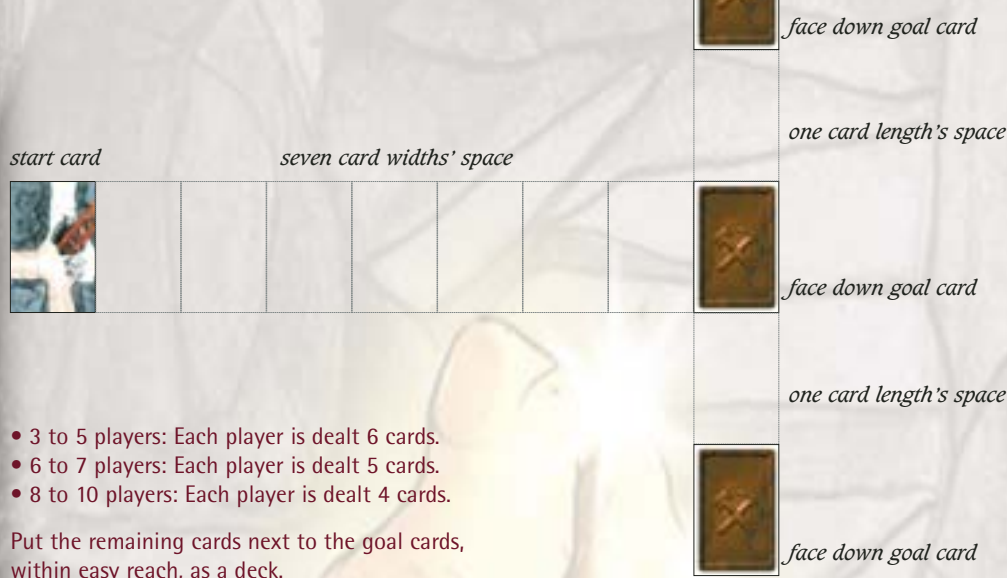 face down goal card
one card length's space
start card
seven card widths' space
face down goal card
one card length's space
• 3 to 5 players: Each player is dealt 6 cards.
• 6 to 7 players: Each player is dealt 5 cards.
• 8 to 10 players: Each player is dealt 4 cards.
Put the remaining cards next to the goal cards,
within easy reach, as a deck.
face down goal card